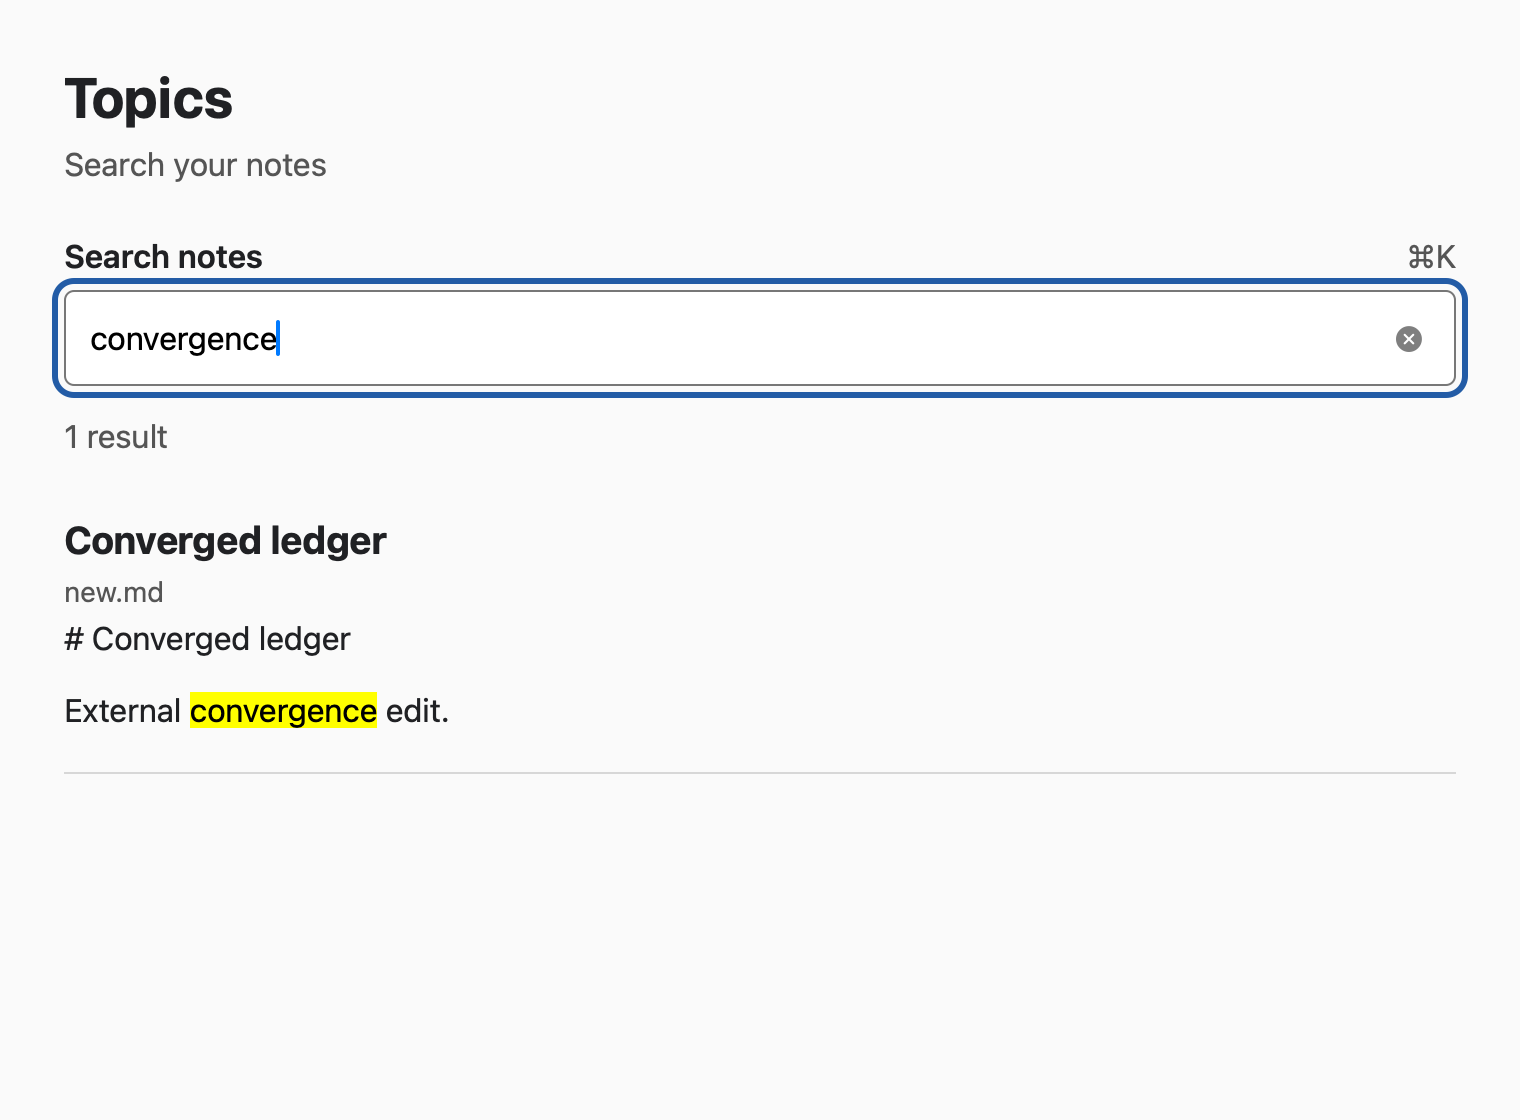 Topics
Search your notes
Search notes ⌘K
convergence
1 result
Converged ledger
new.md
# Converged ledger
External convergence edit.